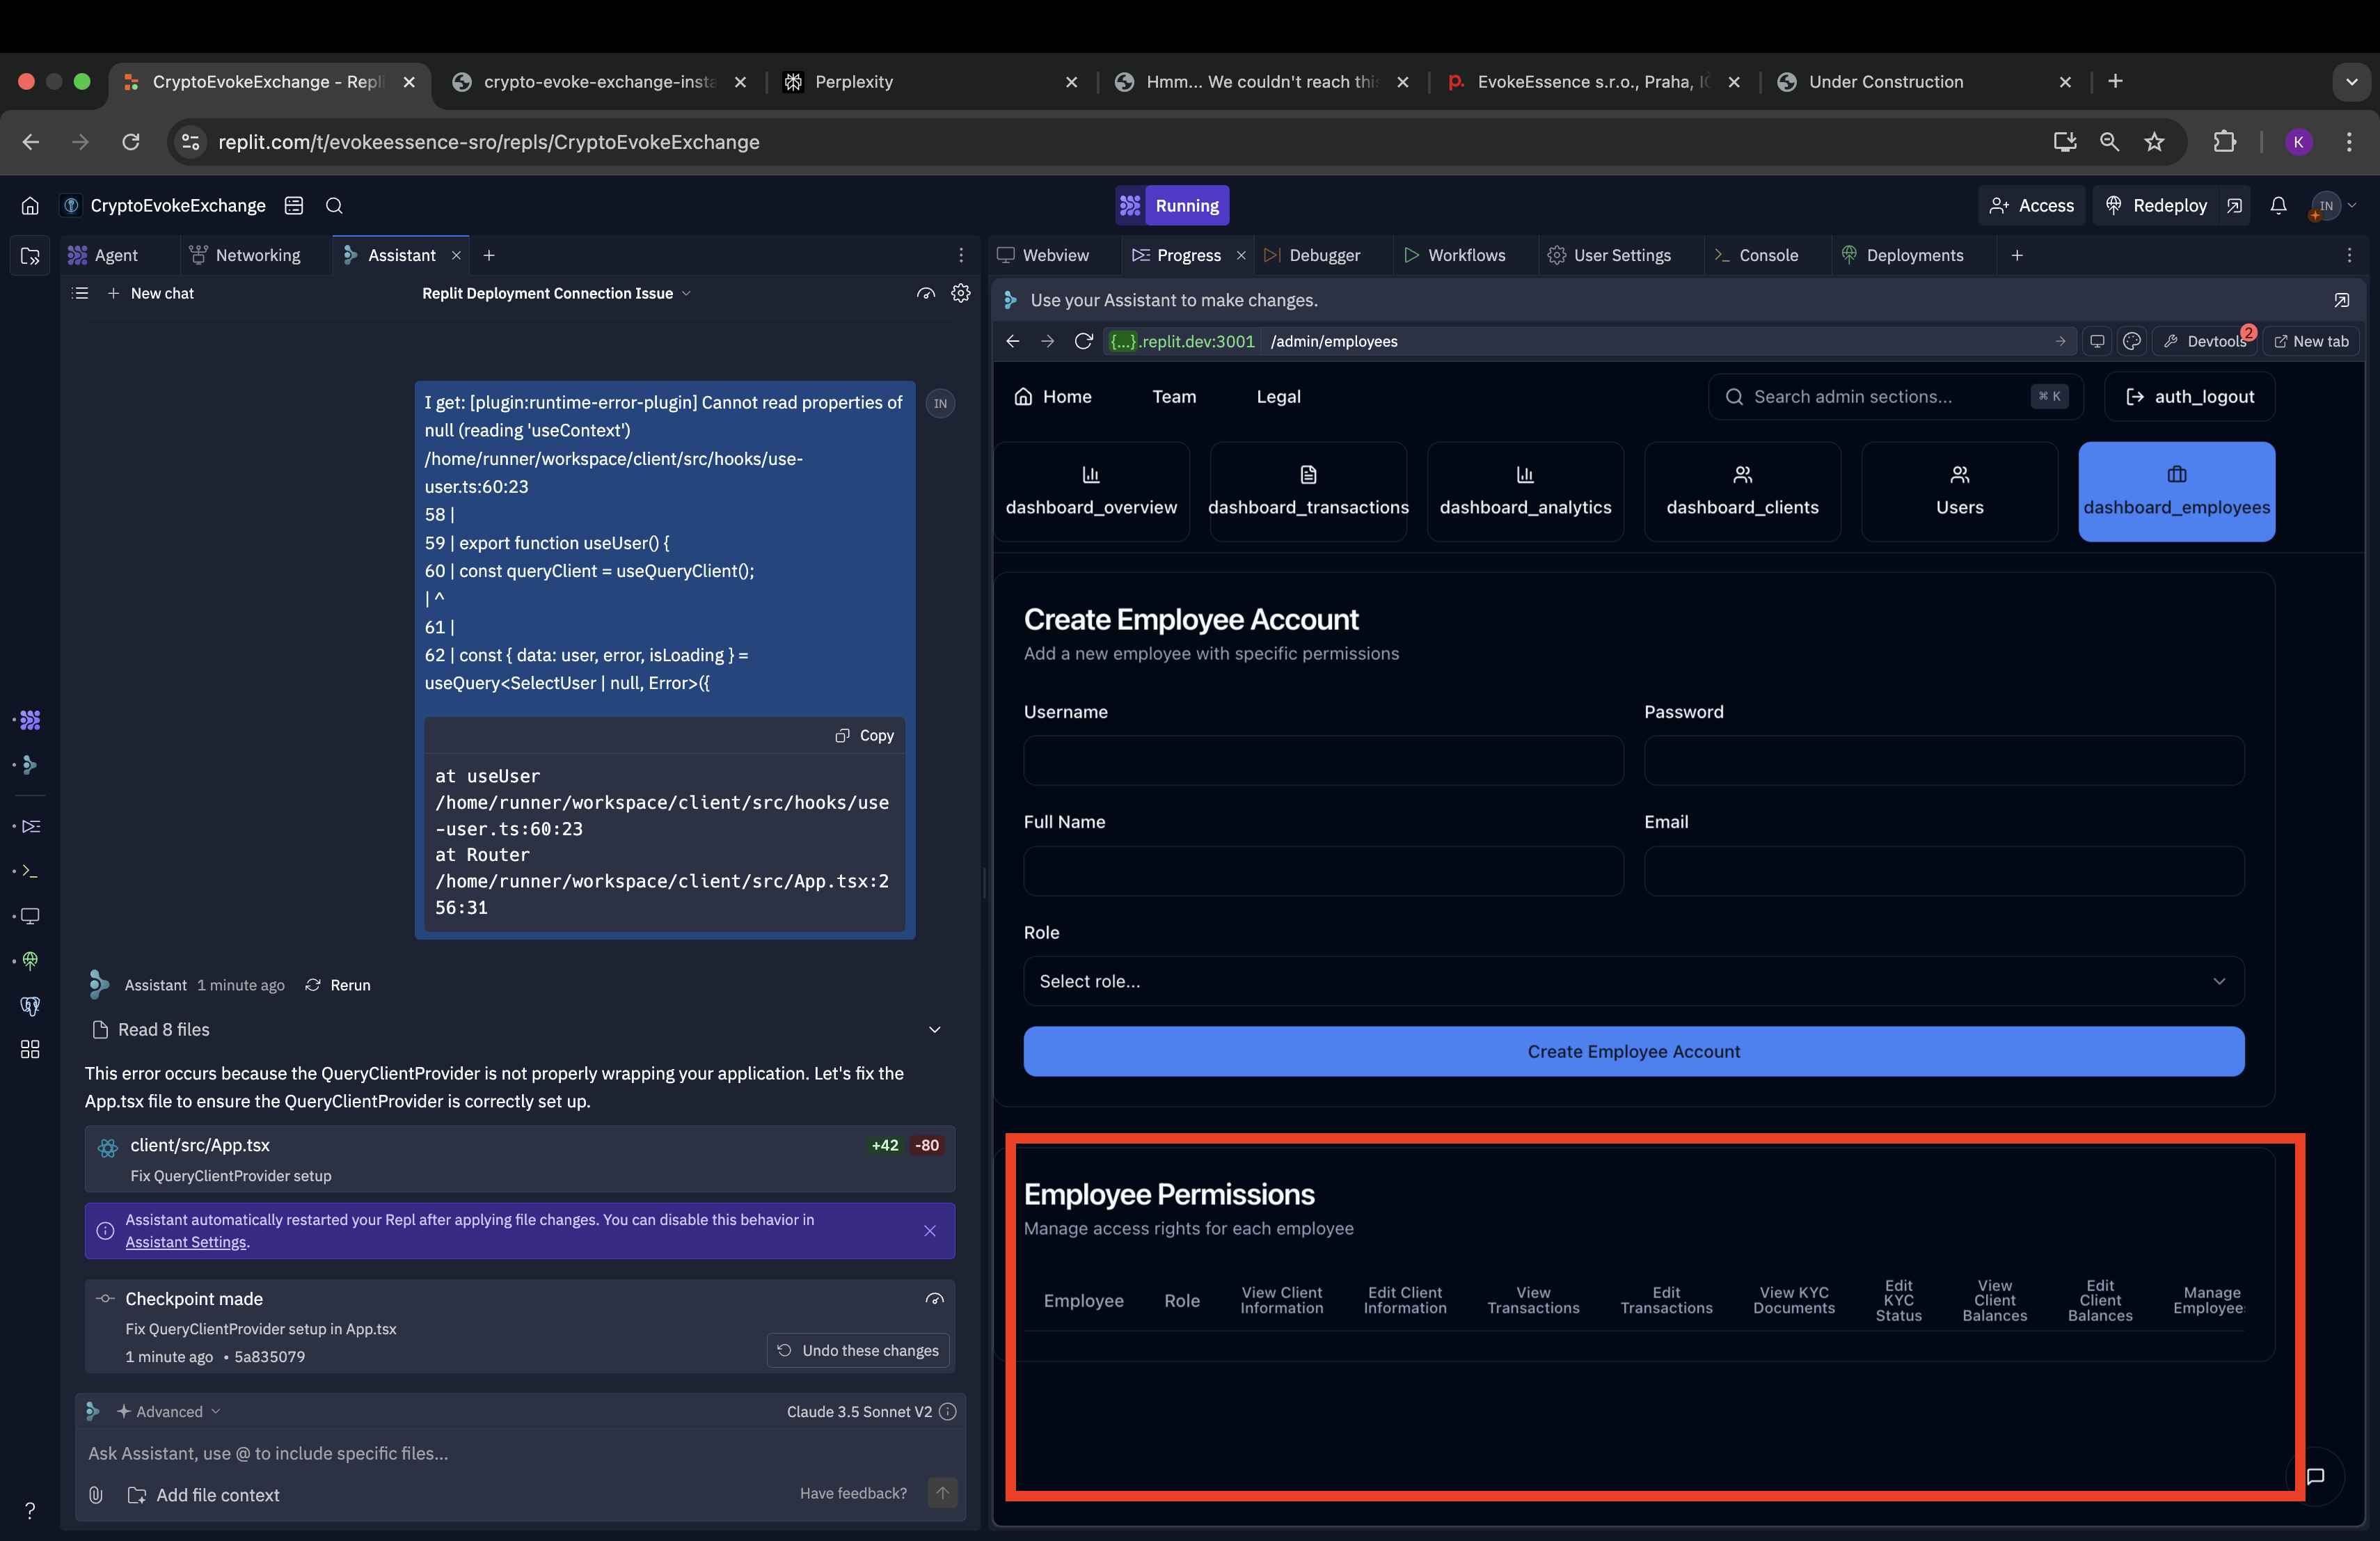 CryptoEvokeExchange - Repli
crypto-evoke-exchange-insta
Perplexity
Hmm... We couldn't reach this
p. EvokeEssence s.r.o., Praha, IČ
Under Construction
replit.com/t/evokeessence-sro/repls/CryptoEvokeExchange
K
CryptoEvokeExchange
Running
Access
Redeploy
IN
Agent
Networking
Assistant
Webview
Progress
Debugger
Workflows
User Settings
Console
Deployments
New chat
Replit Deployment Connection Issue
I get: [plugin:runtime-error-plugin] Cannot read properties of
null (reading 'useContext')
/home/runner/workspace/client/src/hooks/use-
user.ts:60:23
58 |
59 | export function useUser() {
60 | const queryClient = useQueryClient();
| ^
61 |
62 | const { data: user, error, isLoading } =
useQuery<SelectUser | null, Error>({
IN
Copy
at useUser
/home/runner/workspace/client/src/hooks/use
-user.ts:60:23
at Router
/home/runner/workspace/client/src/App.tsx:2
56:31
Assistant 1 minute ago Rerun
Read 8 files
This error occurs because the QueryClientProvider is not properly wrapping your application. Let's fix the
App.tsx file to ensure the QueryClientProvider is correctly set up.
client/src/App.tsx +42 -80
Fix QueryClientProvider setup
Assistant automatically restarted your Repl after applying file changes. You can disable this behavior in
Assistant Settings.
Checkpoint made
Fix QueryClientProvider setup in App.tsx
1 minute ago • 5a835079
Undo these changes
Advanced
Claude 3.5 Sonnet V2
Ask Assistant, use @ to include specific files...
Add file context
Have feedback?
?
Use your Assistant to make changes.
{...}.replit.dev:3001 /admin/employees
Devtools 2
New tab
Home
Team
Legal
Search admin sections... ⌘ K
auth_logout
dashboard_overview
dashboard_transactions
dashboard_analytics
dashboard_clients
Users
dashboard_employees
Create Employee Account
Add a new employee with specific permissions
Username
Password
Full Name
Email
Role
Select role...
Create Employee Account
Employee Permissions
Manage access rights for each employee
Employee
Role
View Client
Information
Edit Client
Information
View
Transactions
Edit
Transactions
View KYC
Documents
Edit
KYC
Status
View
Client
Balances
Edit
Client
Balances
Manage
Employees